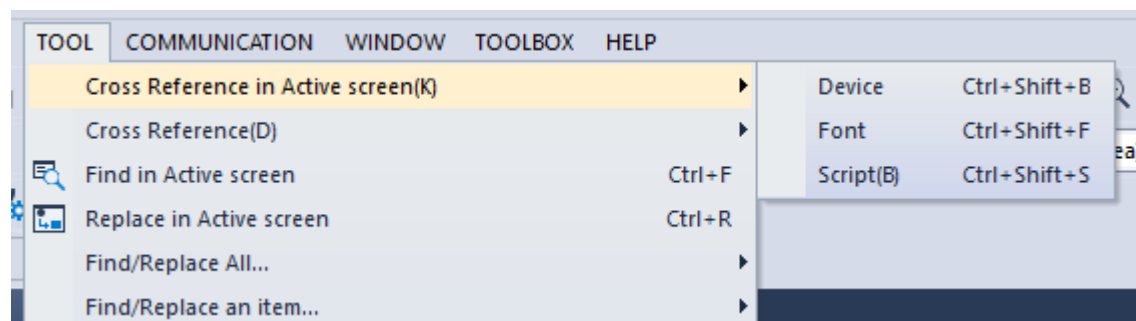 TOOL COMMUNICATION WINDOW TOOLBOX HELP
Cross Reference in Active screen(K)
Device Ctrl+Shift+B
Cross Reference(D)
Font Ctrl+Shift+F
Find in Active screen Ctrl+F
Script(B) Ctrl+Shift+S
Replace in Active screen Ctrl+R
Find/Replace All...
Find/Replace an item...